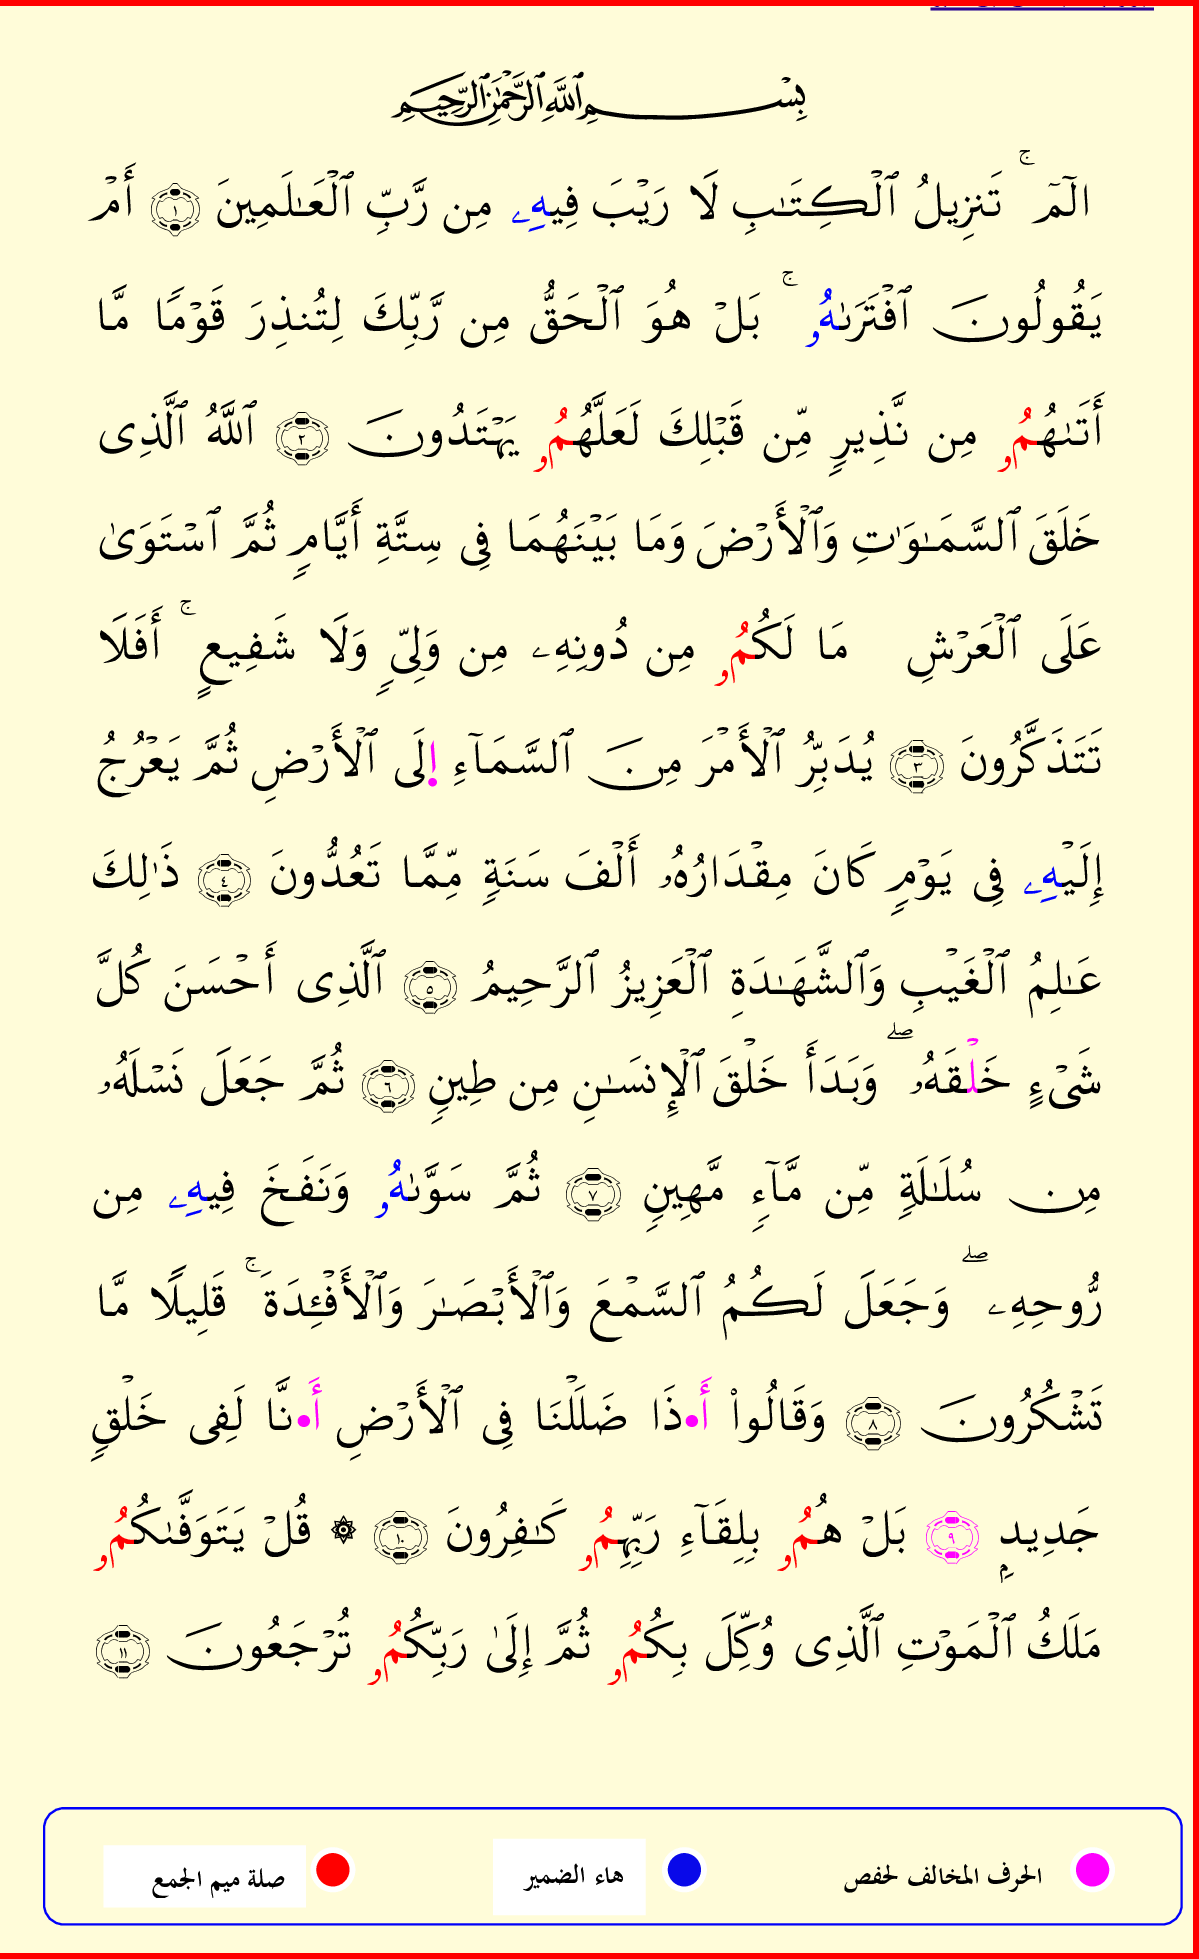 بِسْمِ ٱللَّهِ ٱلرَّحْمَٰنِ ٱلرَّحِيمِ
الٓمٓ ۚ تَنزِيلُ ٱلْكِتَـٰبِ لَا رَيْبَ فِيهِۦ مِن رَّبِّ ٱلْعَـٰلَمِينَ ١ أَمْ
يَقُولُونَ ٱفْتَرَىٰهُۥ ۚ بَلْ هُوَ ٱلْحَقُّ مِن رَّبِّكَ لِتُنذِرَ قَوْمًا مَّا
أَتَىٰهُمُۥ مِن نَّذِيرٍ مِّن قَبْلِكَ لَعَلَّهُمُۥ يَهْتَدُونَ ٢ ٱللَّهُ ٱلَّذِى
خَلَقَ ٱلسَّمَـٰوَٰتِ وَٱلْأَرْضَ وَمَا بَيْنَهُمَا فِى سِتَّةِ أَيَّامٍ ثُمَّ ٱسْتَوَىٰ
عَلَى ٱلْعَرْشِ مَا لَكُمُۥ مِن دُونِهِۦ مِن وَلِىٍّ وَلَا شَفِيعٍ ۚ أَفَلَا
تَتَذَكَّرُونَ ٣ يُدَبِّرُ ٱلْأَمْرَ مِنَ ٱلسَّمَآءِ اِ۪لَى ٱلْأَرْضِ ثُمَّ يَعْرُجُ
إِلَيْهِۦ فِى يَوْمٍ كَانَ مِقْدَارُهُۥ أَلْفَ سَنَةٍ مِّمَّا تَعُدُّونَ ٤ ذَٰلِكَ
عَـٰلِمُ ٱلْغَيْبِ وَٱلشَّهَـٰدَةِ ٱلْعَزِيزُ ٱلرَّحِيمُ ٥ ٱلَّذِى أَحْسَنَ كُلَّ
شَىْءٍ خَلْقَهُۥ ۖ وَبَدَأَ خَلْقَ ٱلْإِنسَـٰنِ مِن طِينٍ ٦ ثُمَّ جَعَلَ نَسْلَهُۥ
مِن سُلَـٰلَةٍ مِّن مَّآءٍ مَّهِينٍ ٧ ثُمَّ سَوَّىٰهُۥ وَنَفَخَ فِيهِۦ مِن
رُّوحِهِۦ ۖ وَجَعَلَ لَكُمُ ٱلسَّمْعَ وَٱلْأَبْصَـٰرَ وَٱلْأَفْـِٔدَةَ ۚ قَلِيلًا مَّا
تَشْكُرُونَ ٨ وَقَالُوا۟ أَ•ذَا ضَلَلْنَا فِى ٱلْأَرْضِ أَ•نَّا لَفِى خَلْقٍ
جَدِيدٍۭ ٩ بَلْ هُمُۥ بِلِقَآءِ رَبِّهِمُۥ كَـٰفِرُونَ ١٠ ۞ قُلْ يَتَوَفَّىٰكُمُۥ
مَلَكُ ٱلْمَوْتِ ٱلَّذِى وُكِّلَ بِكُمُۥ ثُمَّ إِلَىٰ رَبِّكُمُۥ تُرْجَعُونَ ١١
الحرف المخالف لحفص هاء الضمير صلة ميم الجمع